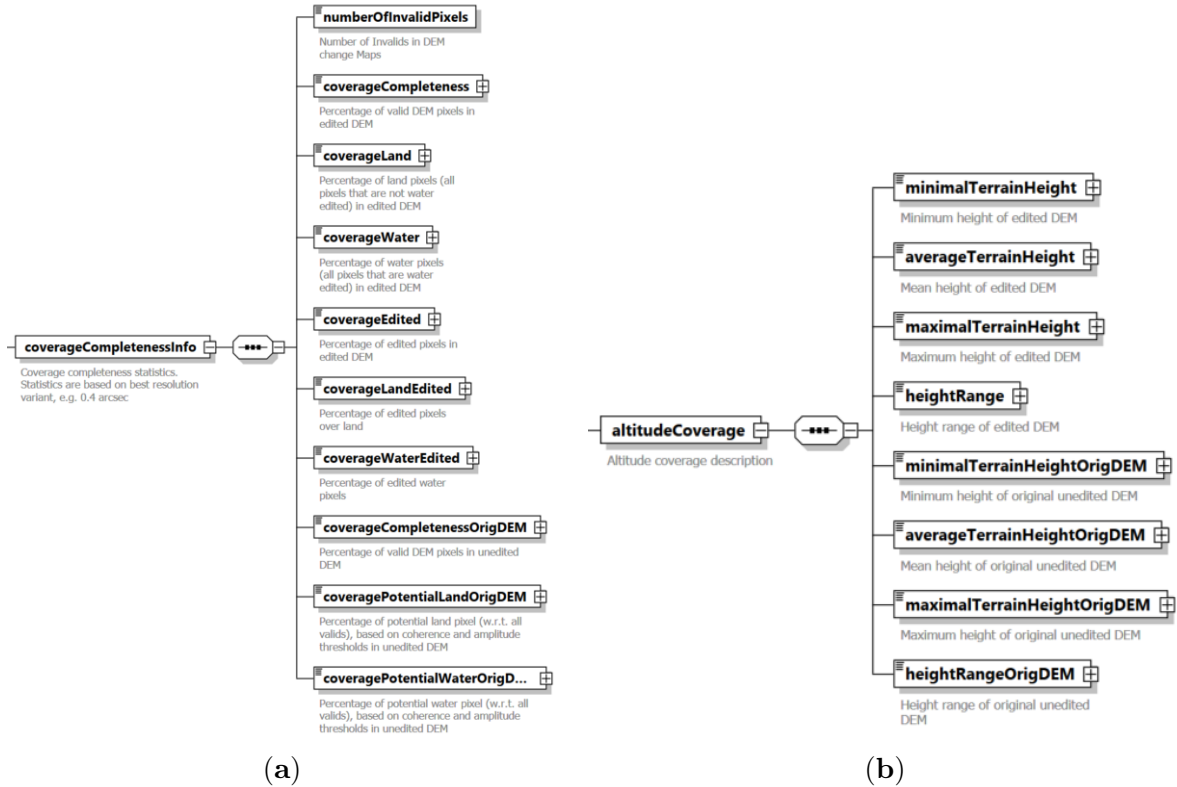 numberOfInvalidPixels
Number of Invalids in DEM
change Maps
coverageCompleteness
Percentage of valid DEM pixels in
edited DEM
coverageLand
Percentage of land pixels (all
pixels that are not water
edited) in edited DEM
coverageWater
Percentage of water pixels
(all pixels that are water
edited) in edited DEM
coverageEdited
Percentage of edited pixels in
edited DEM
coverageCompletenessInfo
Coverage completeness statistics.
Statistics are based on best resolution
variant, e.g. 0.4 arcsec
coverageLandEdited
Percentage of edited pixels
over land
coverageWaterEdited
Percentage of edited water
pixels
coverageCompletenessOrigDEM
Percentage of valid DEM pixels in unedited
DEM
coveragePotentialLandOrigDEM
Percentage of potential land pixel (w.r.t. all
valids), based on coherence and amplitude
thresholds in unedited DEM
coveragePotentialWaterOrigD...
Percentage of potential water pixel (w.r.t. all
valids), based on coherence and amplitude
thresholds in unedited DEM
(a)
minimalTerrainHeight
Minimum height of edited DEM
averageTerrainHeight
Mean height of edited DEM
maximalTerrainHeight
Maximum height of edited DEM
heightRange
Height range of edited DEM
altitudeCoverage
Altitude coverage description
minimalTerrainHeightOrigDEM
Minimum height of original unedited DEM
averageTerrainHeightOrigDEM
Mean height of original unedited DEM
maximalTerrainHeightOrigDEM
Maximum height of original unedited DEM
heightRangeOrigDEM
Height range of original unedited
DEM
(b)